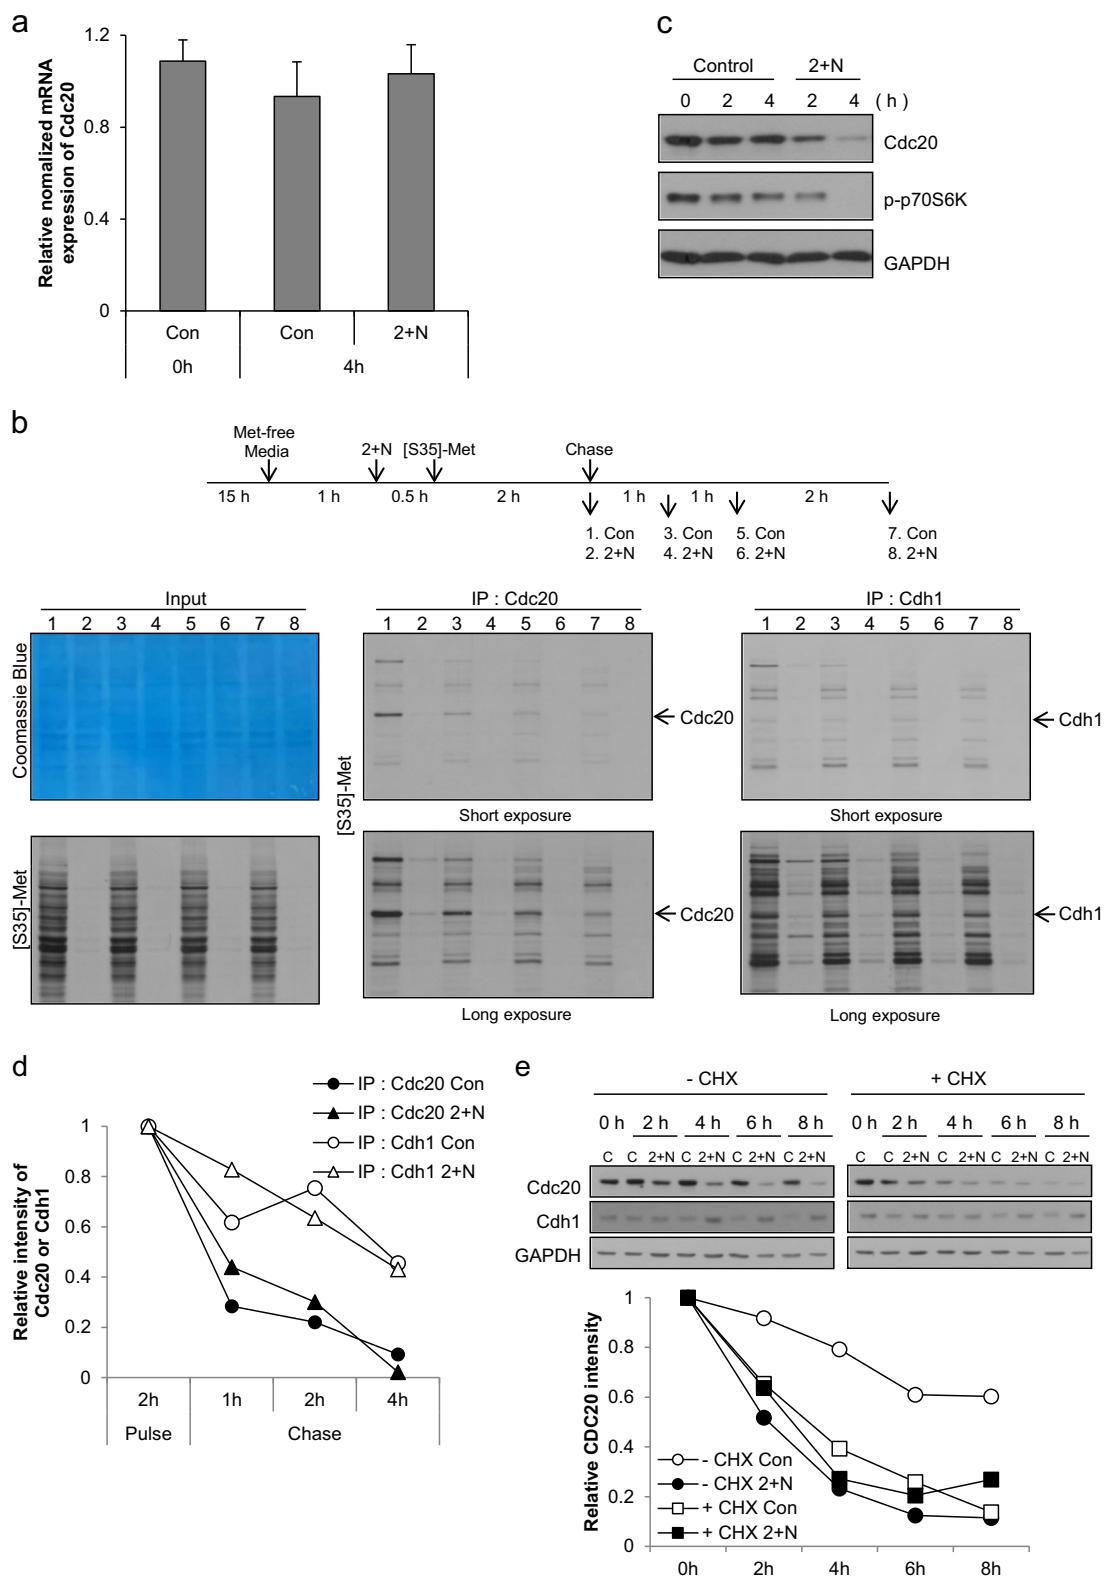 a
1.2
0.8
0.4
0
Relative nomalized mRNA
expression of Cdc20
Con
Con
2+N
0h
4h
c
Control
2+N
0
2
4
2
4
( h )
Cdc20
p-p70S6K
GAPDH
b
Met-free
Media
2+N
[S35]-Met
Chase
15 h
1 h
0.5 h
2 h
1 h
1 h
2 h
1. Con
3. Con
5. Con
7. Con
2. 2+N
4. 2+N
6. 2+N
8. 2+N
Input
1 2 3 4 5 6 7 8
Coomassie Blue
[S35]-Met
IP : Cdc20
1 2 3 4 5 6 7 8
[S35]-Met
Cdc20
Short exposure
Cdc20
Long exposure
IP : Cdh1
1 2 3 4 5 6 7 8
Cdh1
Short exposure
Cdh1
Long exposure
d
IP : Cdc20 Con
IP : Cdc20 2+N
IP : Cdh1 Con
IP : Cdh1 2+N
1
0.8
0.6
0.4
0.2
0
Relative intensity of
Cdc20 or Cdh1
2h
1h
2h
4h
Pulse
Chase
e
- CHX
+ CHX
0 h 2 h 4 h 6 h 8 h
0 h 2 h 4 h 6 h 8 h
C C 2+N C 2+N C 2+N C 2+N
C C 2+N C 2+N C 2+N C 2+N
Cdc20
Cdh1
GAPDH
1
0.8
0.6
0.4
0.2
0
Relative CDC20 intensity
- CHX Con
- CHX 2+N
+ CHX Con
+ CHX 2+N
0h
2h
4h
6h
8h